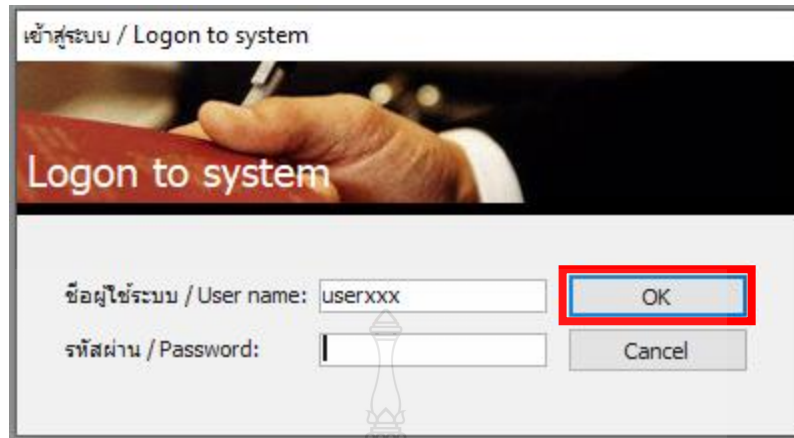 เข้าสู่ระบบ / Logon to system
Logon to system
ชื่อผู้ใช้ระบบ / User name: userxxx OK
รหัสผ่าน / Password: Cancel